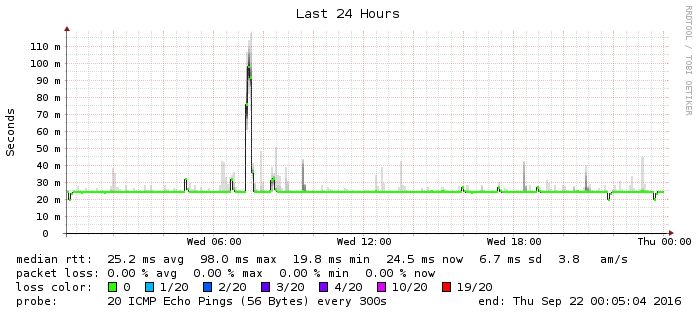 Last 24 Hours
RRDTOOL / TOBI OETIKER
Seconds
110 m
100 m
90 m
80 m
70 m
60 m
50 m
40 m
30 m
20 m
10 m
0
Wed 06:00 Wed 12:00 Wed 18:00 Thu 00:00
median rtt: 25.2 ms avg 98.0 ms max 19.8 ms min 24.5 ms now 6.7 ms sd 3.8 am/s
packet loss: 0.00 % avg 0.00 % max 0.00 % min 0.00 % now
loss color: 0 1/20 2/20 3/20 4/20 10/20 19/20
probe: 20 ICMP Echo Pings (56 Bytes) every 300s end: Thu Sep 22 00:05:04 2016